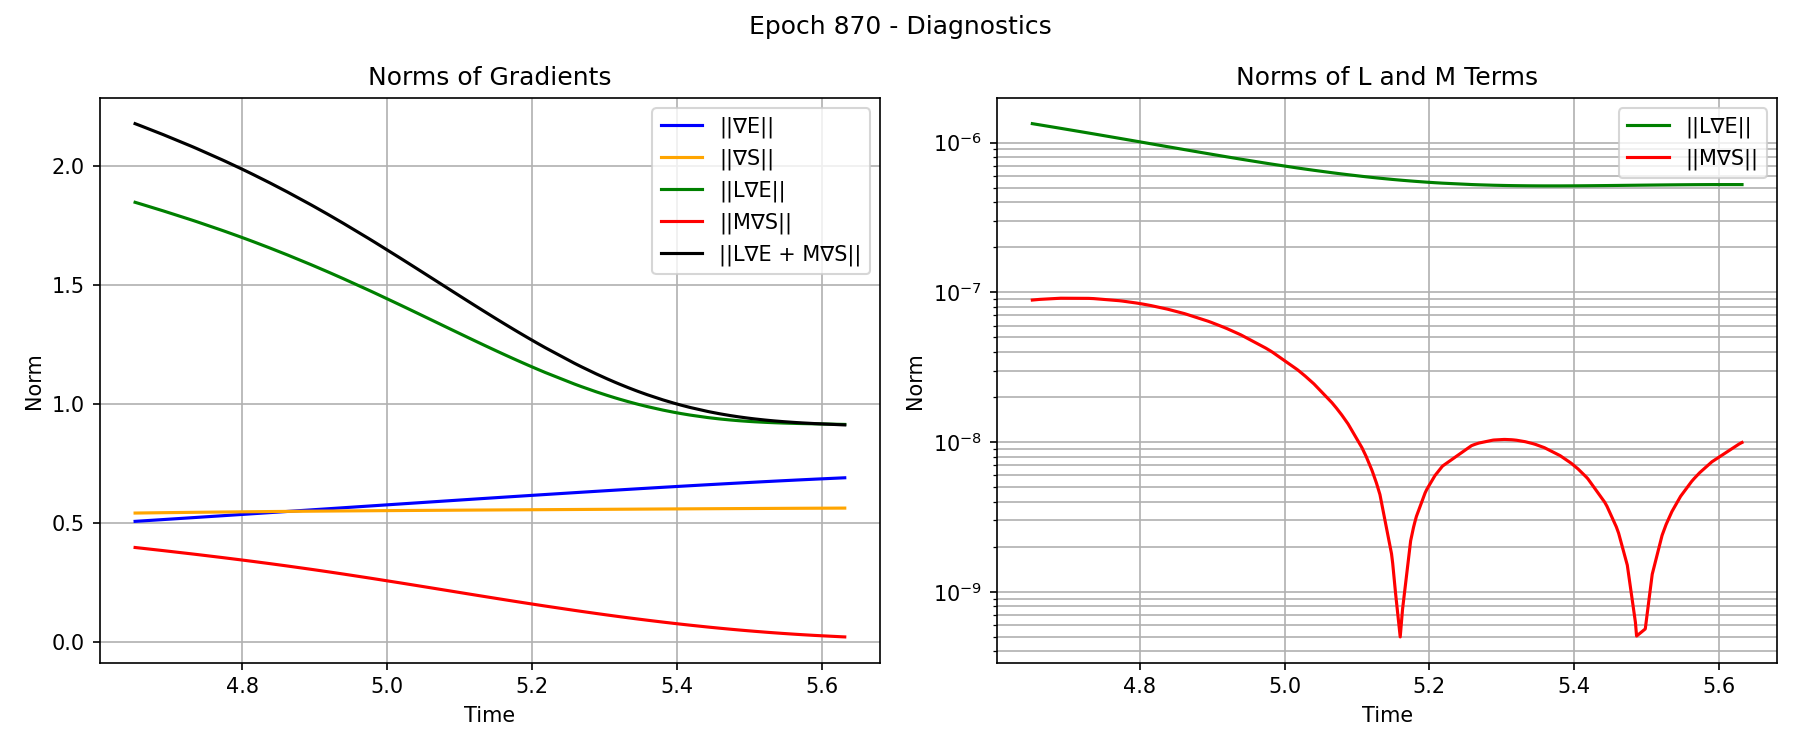 Epoch 870 - Diagnostics
Norms of Gradients
||∇E||
||∇S||
||L∇E||
||M∇S||
||L∇E + M∇S||
2.0
1.5
1.0
0.5
0.0
Norm
4.8 5.0 5.2 5.4 5.6
Time
Norms of L and M Terms
||L∇E||
||M∇S||
10⁻⁶
10⁻⁷
10⁻⁸
10⁻⁹
Norm
4.8 5.0 5.2 5.4 5.6
Time